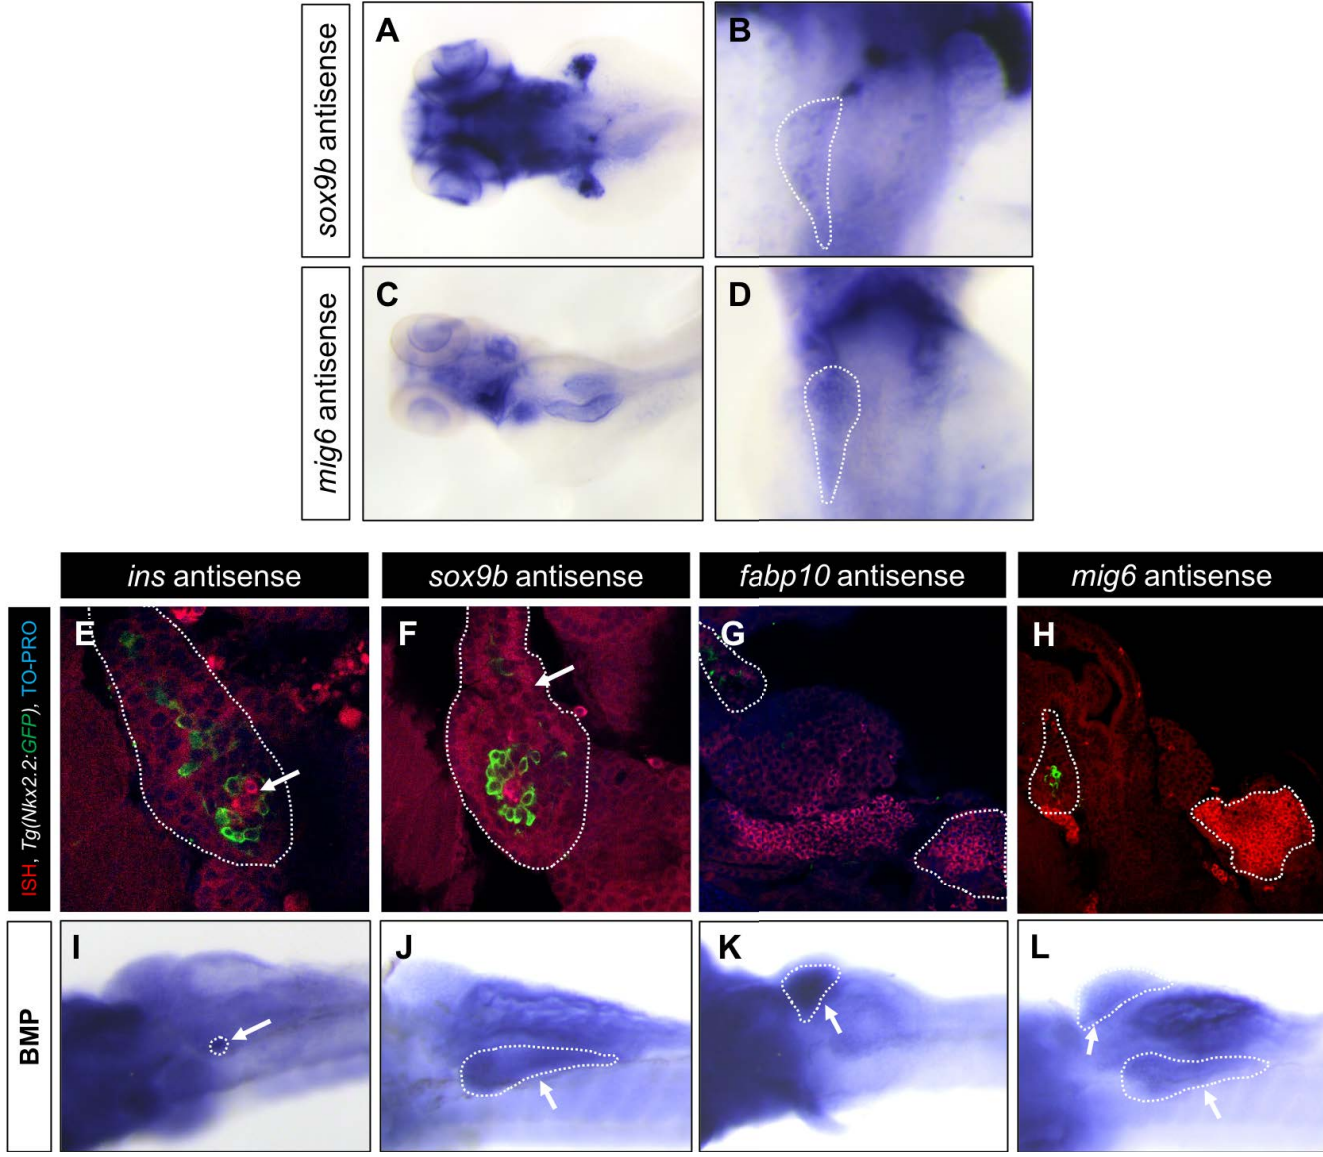 sox9b antisense
A
B
mig6 antisense
C
D
ins antisense
sox9b antisense
fabp10 antisense
mig6 antisense
ISH, Tg(Nkx2.2:GFP), TO-PRO
E
F
G
H
BMP
I
J
K
L